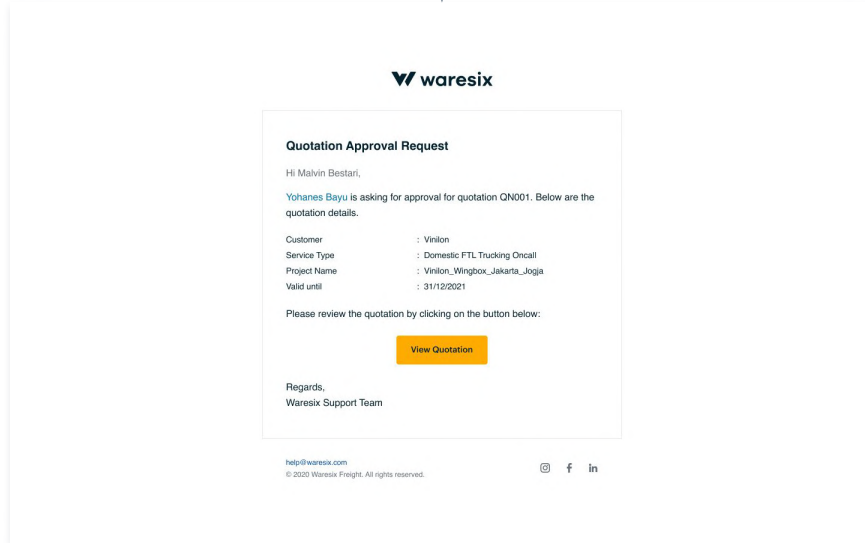 waresix
Quotation Approval Request
Hi Malvin Bestari,
Yohanes Bayu is asking for approval for quotation QN001. Below are the
quotation details.
Customer : Vinilon
Service Type : Domestic FTL Trucking Oncall
Project Name : Vinilon_Wingbox_Jakarta_Jogja
Valid until : 31/12/2021
Please review the quotation by clicking on the button below:
View Quotation
Regards,
Waresix Support Team
help@waresix.com
© 2020 Waresix Freight. All rights reserved.